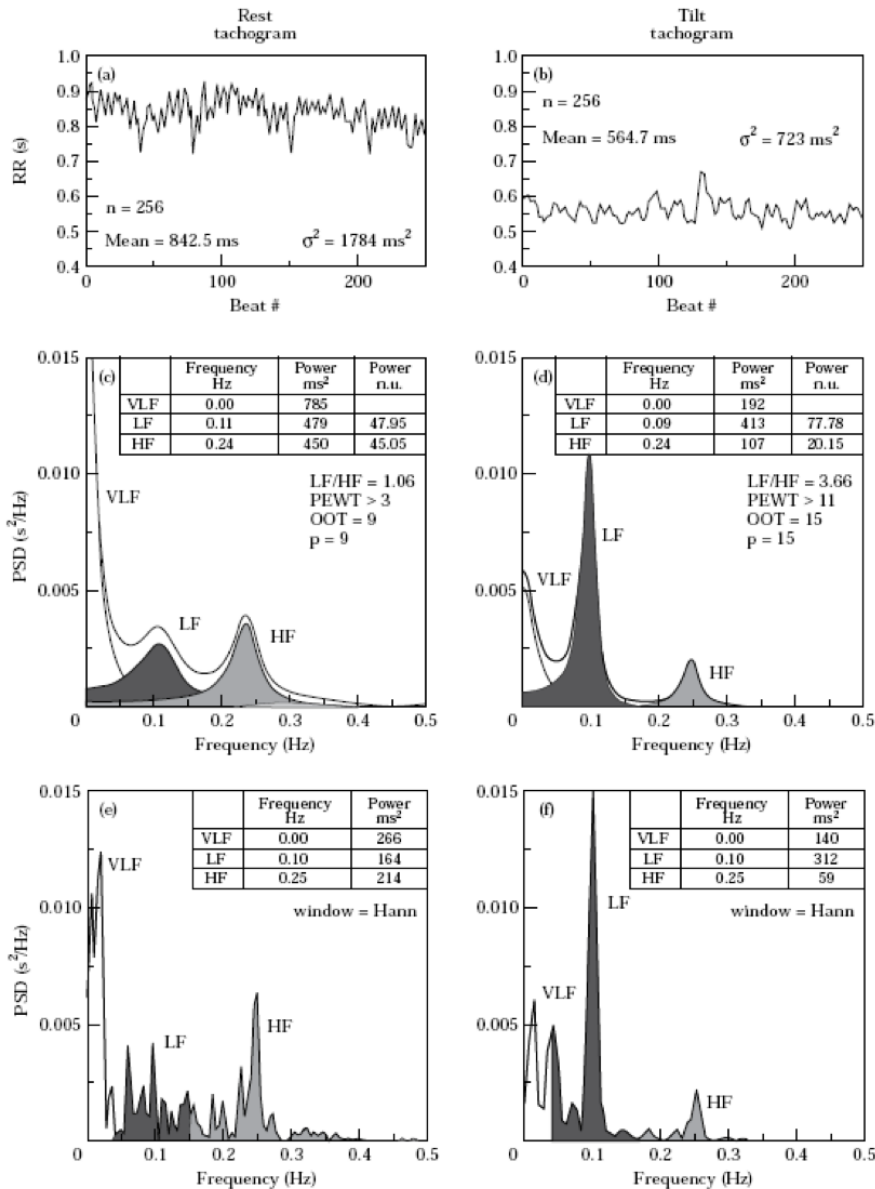 Rest
tachogram
Tilt
tachogram
RR (s)
1.0
0.9
0.8
0.7
0.6
0.5
0.4
(a)
n = 256
Mean = 842.5 ms σ² = 1784 ms²
0 100 200
Beat #
1.0
0.9
0.8
0.7
0.6
0.5
0.4
(b)
n = 256
Mean = 564.7 ms σ² = 723 ms²
0 100 200
Beat #
PSD (s²/Hz)
0.015
0.010
0.005
(c)
Frequency Hz Power ms² Power n.u.
VLF 0.00 785
LF 0.11 479 47.95
HF 0.24 450 45.05
LF/HF = 1.06
PEWT > 3
OOT = 9
p = 9
VLF
LF
HF
0 0.1 0.2 0.3 0.4 0.5
Frequency (Hz)
0.015
0.010
0.005
(d)
Frequency Hz Power ms² Power n.u.
VLF 0.00 192
LF 0.09 413 77.78
HF 0.24 107 20.15
LF/HF = 3.66
PEWT > 11
OOT = 15
p = 15
VLF
LF
HF
0 0.1 0.2 0.3 0.4 0.5
Frequency (Hz)
PSD (s²/Hz)
0.015
0.010
0.005
(e)
Frequency Hz Power ms²
VLF 0.00 266
LF 0.10 164
HF 0.25 214
window = Hann
VLF
LF
HF
0 0.1 0.2 0.3 0.4 0.5
Frequency (Hz)
0.015
0.010
0.005
(f)
Frequency Hz Power ms²
VLF 0.00 140
LF 0.10 312
HF 0.25 59
window = Hann
VLF
LF
HF
0 0.1 0.2 0.3 0.4 0.5
Frequency (Hz)